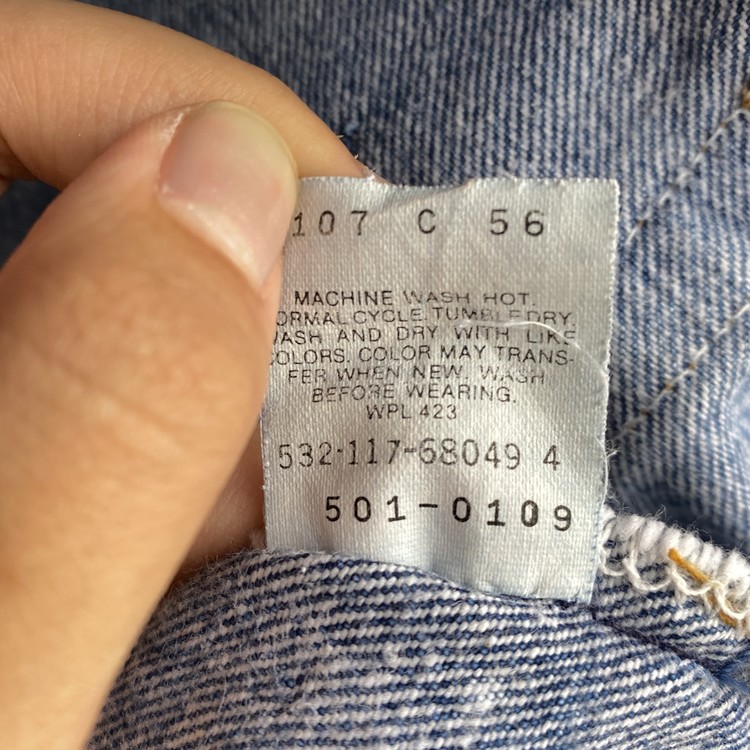 107 C 56
MACHINE WASH HOT.
ORMAL CYCLE. TUMBLE DRY.
ASH AND DRY WITH LIKE
OLORS. COLOR MAY TRANS-
FER WHEN NEW. WASH
BEFORE WEARING.
WPL 423
532-117-68049 4
501-0109